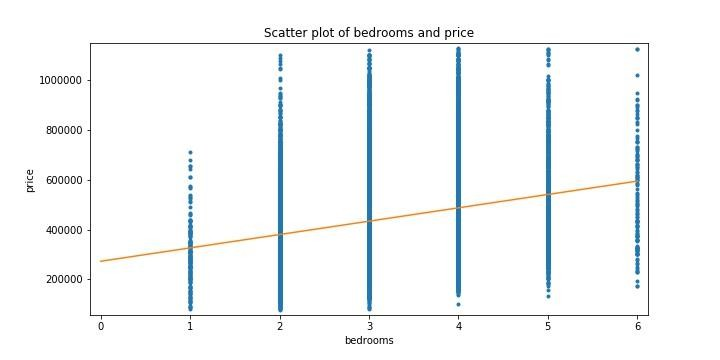 Scatter plot of bedrooms and price
1000000
800000
600000
400000
200000
price
0 1 2 3 4 5 6
bedrooms